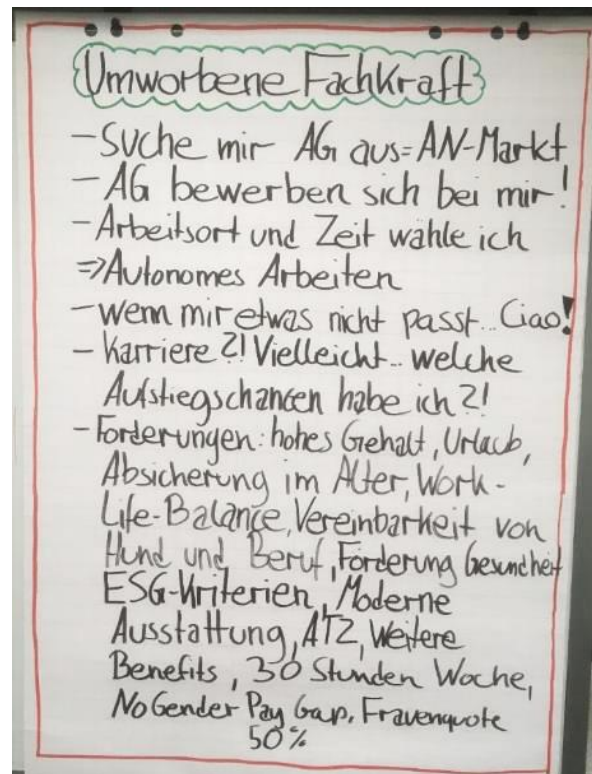 Umworbene Fachkraft
- Suche mir AG aus = AN-Markt
- AG bewerben sich bei mir!
- Arbeitsort und Zeit wähle ich
=> Autonomes Arbeiten
- wenn mir etwas nicht passt... Ciao!
- Karriere?! Vielleicht.. welche
Aufstiegschancen habe ich?!
- Forderungen: hohes Gehalt, Urlaub,
Absicherung im Alter, Work-
Life-Balance, Vereinbarkeit von
Hund und Beruf, Förderung Gesundheit
ESG-Kriterien, Moderne
Ausstattung, ATZ, Weitere
Benefits, 30 Stunden Woche,
No Gender Pay Gap, Frauenquote
50%